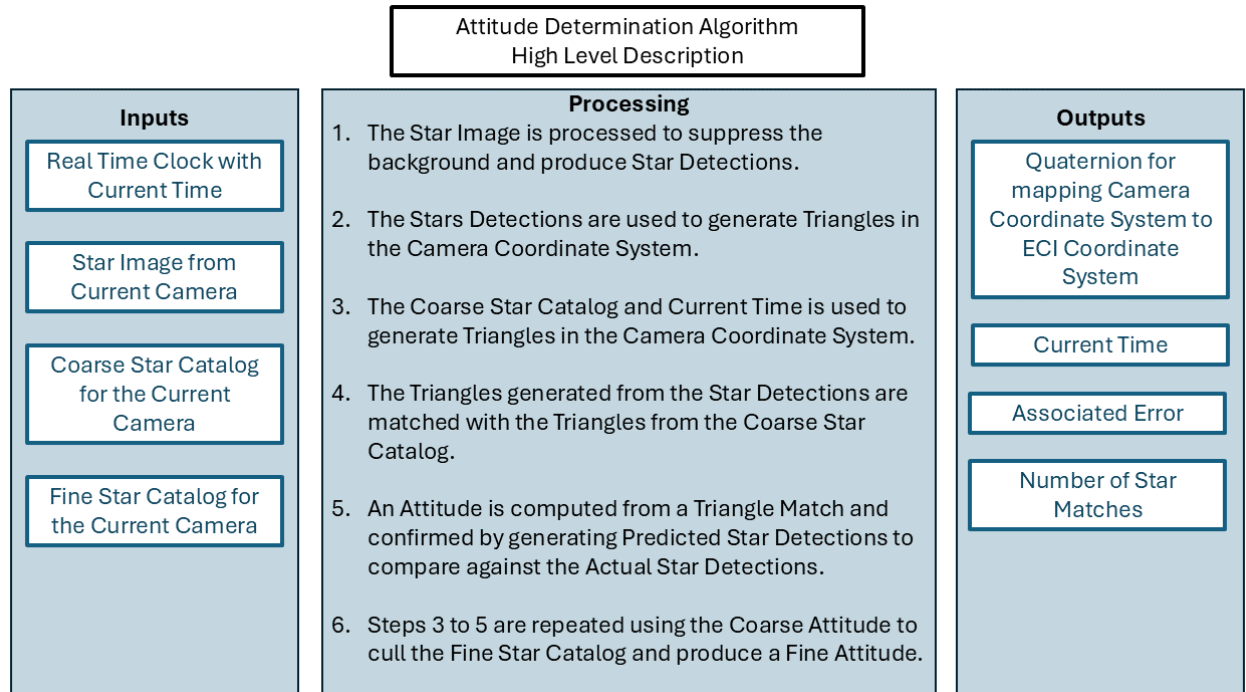 Attitude Determination Algorithm
High Level Description
Inputs
Real Time Clock with
Current Time
Star Image from
Current Camera
Coarse Star Catalog
for the Current
Camera
Fine Star Catalog for
the Current Camera
Processing
1. The Star Image is processed to suppress the
background and produce Star Detections.
2. The Stars Detections are used to generate Triangles in
the Camera Coordinate System.
3. The Coarse Star Catalog and Current Time is used to
generate Triangles in the Camera Coordinate System.
4. The Triangles generated from the Star Detections are
matched with the Triangles from the Coarse Star
Catalog.
5. An Attitude is computed from a Triangle Match and
confirmed by generating Predicted Star Detections to
compare against the Actual Star Detections.
6. Steps 3 to 5 are repeated using the Coarse Attitude to
cull the Fine Star Catalog and produce a Fine Attitude.
Outputs
Quaternion for
mapping Camera
Coordinate System to
ECI Coordinate
System
Current Time
Associated Error
Number of Star
Matches